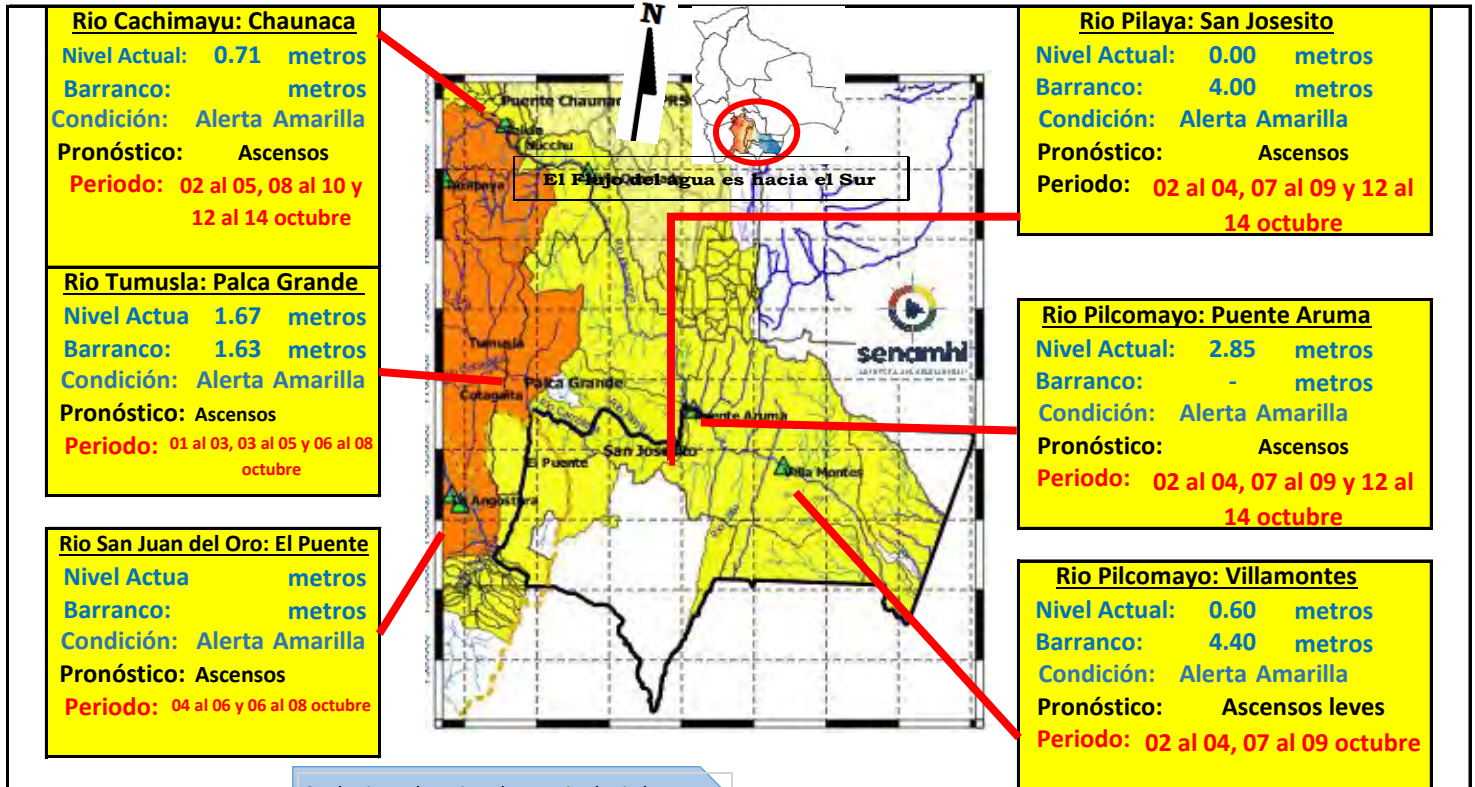 Rio Cachimayu: Chaunaca
Nivel Actual: 0.71 metros
Barranco: metros
Condición: Alerta Amarilla
Pronóstico: Ascensos
Periodo: 02 al 05, 08 al 10 y
12 al 14 octubre
Rio Tumusla: Palca Grande
Nivel Actua 1.67 metros
Barranco: 1.63 metros
Condición: Alerta Amarilla
Pronóstico: Ascensos
Periodo: 01 al 03, 03 al 05 y 06 al 08
octubre
Rio San Juan del Oro: El Puente
Nivel Actua metros
Barranco: metros
Condición: Alerta Amarilla
Pronóstico: Ascensos
Periodo: 04 al 06 y 06 al 08 octubre
N
Puente Chaunaca
Nucchu
El Flujo del agua es hacia el Sur
Tumusla
Palca Grande
Cotagaita
Puente Aruma
San Josesito
El Puente
Villa Montes
Angostura
senamhi
Rio Pilaya: San Josesito
Nivel Actual: 0.00 metros
Barranco: 4.00 metros
Condición: Alerta Amarilla
Pronóstico: Ascensos
Periodo: 02 al 04, 07 al 09 y 12 al
14 octubre
Rio Pilcomayo: Puente Aruma
Nivel Actual: 2.85 metros
Barranco: - metros
Condición: Alerta Amarilla
Pronóstico: Ascensos
Periodo: 02 al 04, 07 al 09 y 12 al
14 octubre
Rio Pilcomayo: Villamontes
Nivel Actual: 0.60 metros
Barranco: 4.40 metros
Condición: Alerta Amarilla
Pronóstico: Ascensos leves
Periodo: 02 al 04, 07 al 09 octubre